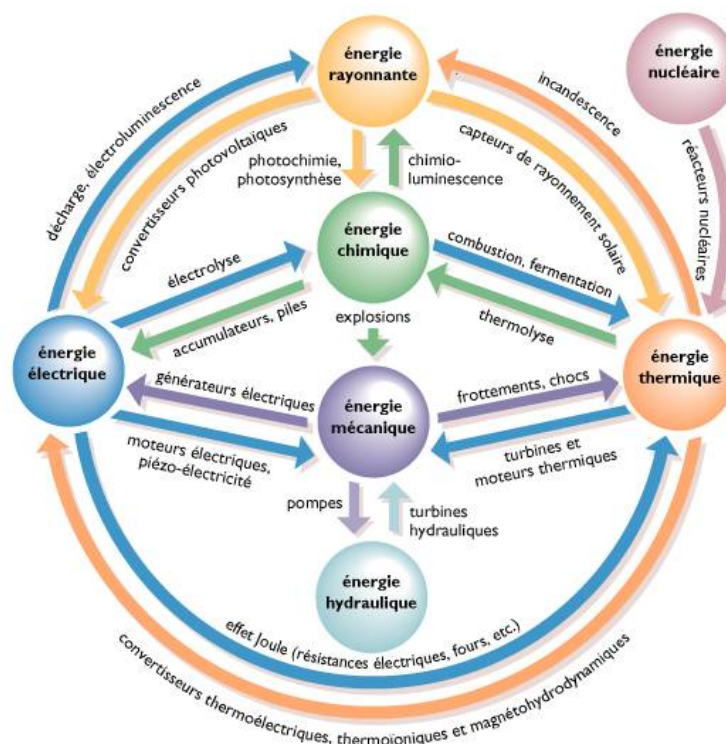 énergie
rayonnante
énergie
nucléaire
décharge, électroluminescence
convertisseurs photovoltaiques
photochimie,
photosynthèse
chimio-
luminescence
incandescence
capteurs de rayonnement solaire
réacteurs nucléaires
énergie
chimique
électrolyse
combustion, fermentation
accumulateurs, piles
explosions
thermolyse
énergie
électrique
générateurs électriques
énergie
mécanique
frottements, chocs
énergie
thermique
moteurs électriques,
piézo-électricité
turbines et
moteurs thermiques
pompes
turbines
hydrauliques
énergie
hydraulique
effet Joule (résistances électriques, fours, etc.)
convertisseurs thermoélectriques, thermoïoniques et magnétohydrodynamiques